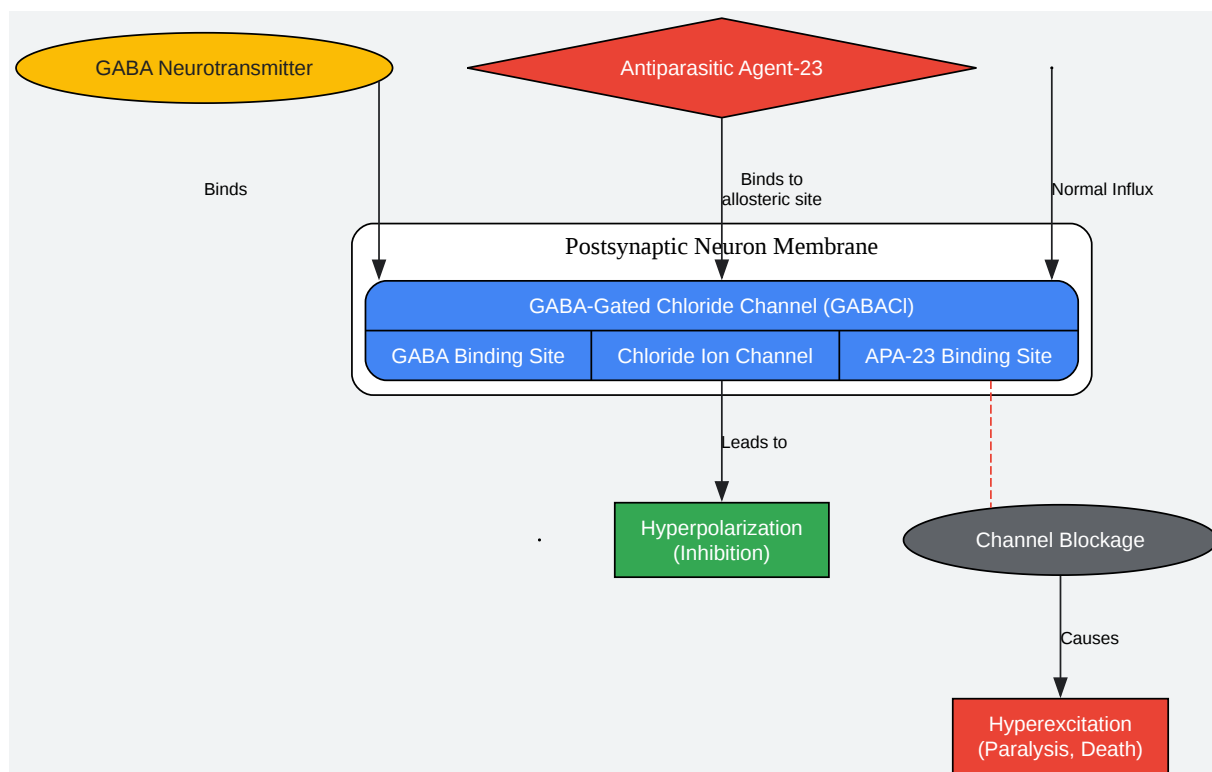 GABA Neurotransmitter
Antiparasitic Agent-23
Binds
Binds to
allosteric site
Normal Influx
Postsynaptic Neuron Membrane
GABA-Gated Chloride Channel (GABACl)
GABA Binding Site
Chloride Ion Channel
APA-23 Binding Site
Leads to
Hyperpolarization
(Inhibition)
Channel Blockage
Causes
Hyperexcitation
(Paralysis, Death)